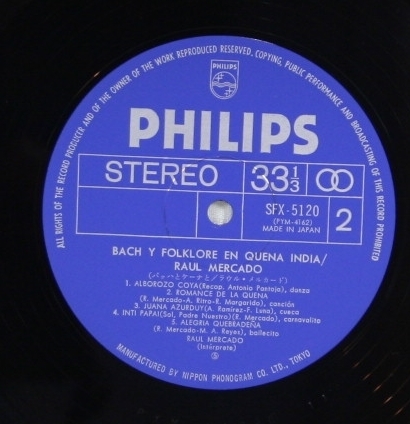 ALL RIGHTS OF THE RECORD PRODUCER AND OF THE OWNER OF THE WORK REPRODUCED RESERVED. COPYING, PUBLIC PERFORMANCE AND BROADCASTING OF THIS RECORD PROHIBITED
PHILIPS
PHILIPS
STEREO 33 1/3
SFX-5120
(PYM-4162)
MADE IN JAPAN
2
BACH Y FOLKLORE EN QUENA INDIA/
RAUL MERCADO
(バッハとケーナと/ラウル・メルカード)
1. ALBOROZO COYA(Recop. Antonio Pantoja), danza
2. ROMANCE DE LA QUENA
(R. Mercado-A. Ritro-R. Margarido), canción
3. JUANA AZURDUY(A. Ramirez-F. Luna), cueca
4. INTI PAPAI(Sol, Padre Nuestro)(R. Mercado), carnavalito
5. ALEGRIA QUEBRADEÑA
(R. Mercado-M. A. Reyes), bailecito
RAUL MERCADO
(Intérprete)
Ⓢ
MANUFACTURED BY NIPPON PHONOGRAM CO. LTD., TOKYO